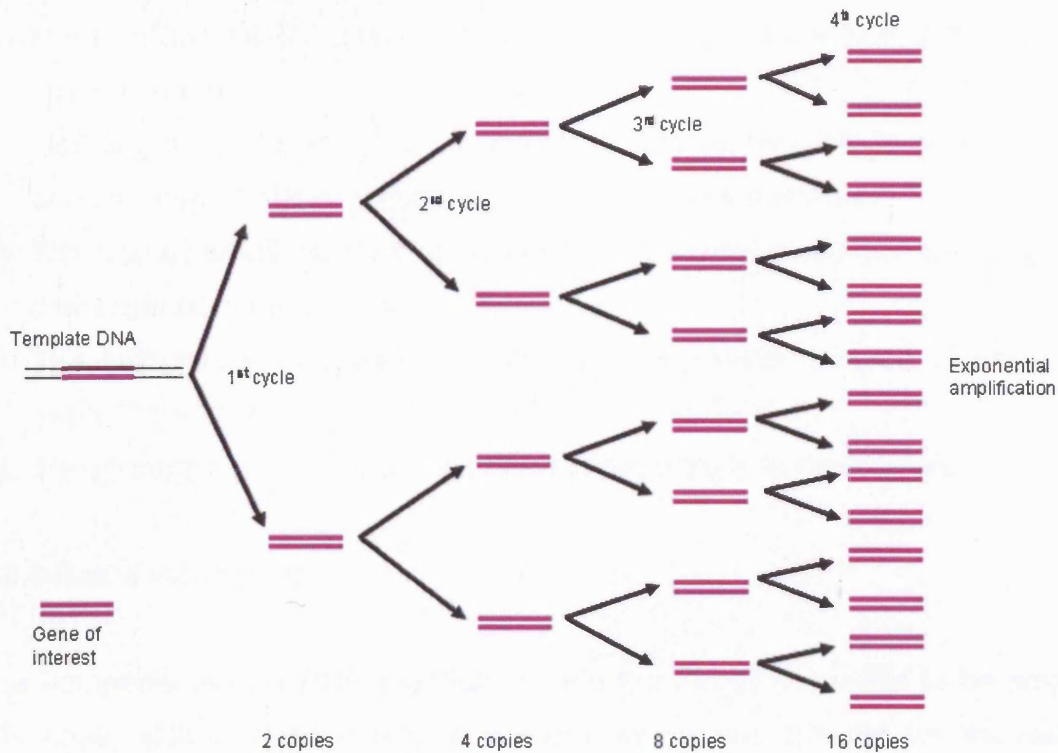 4th cycle
3rd cycle
2nd cycle
Template DNA
1st cycle
Exponential
amplification
Gene of
interest
2 copies
4 copies
8 copies
16 copies